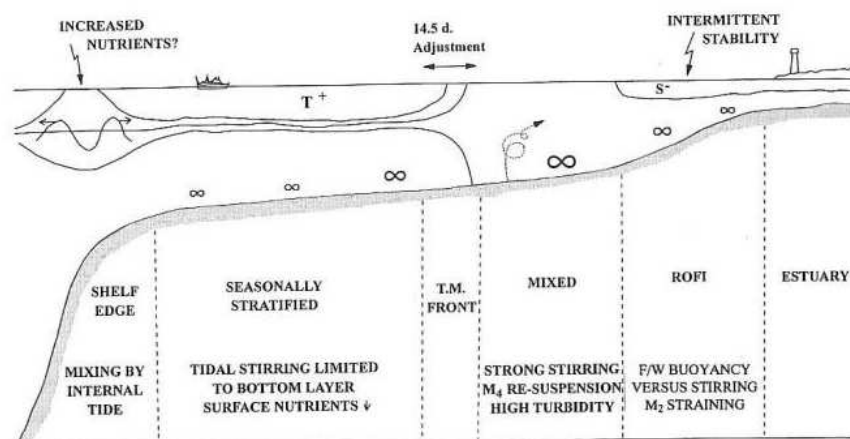 INCREASED
NUTRIENTS?
14.5 d.
Adjustment
INTERMITTENT
STABILITY
T +
S-
SHELF
EDGE
SEASONALLY
STRATIFIED
T.M.
FRONT
MIXED
ROFI
ESTUARY
MIXING BY
INTERNAL
TIDE
TIDAL STIRRING LIMITED
TO BOTTOM LAYER
SURFACE NUTRIENTS ↓
STRONG STIRRING
M₄ RE-SUSPENSION
HIGH TURBIDITY
F/W BUOYANCY
VERSUS STIRRING
M₂ STRAINING